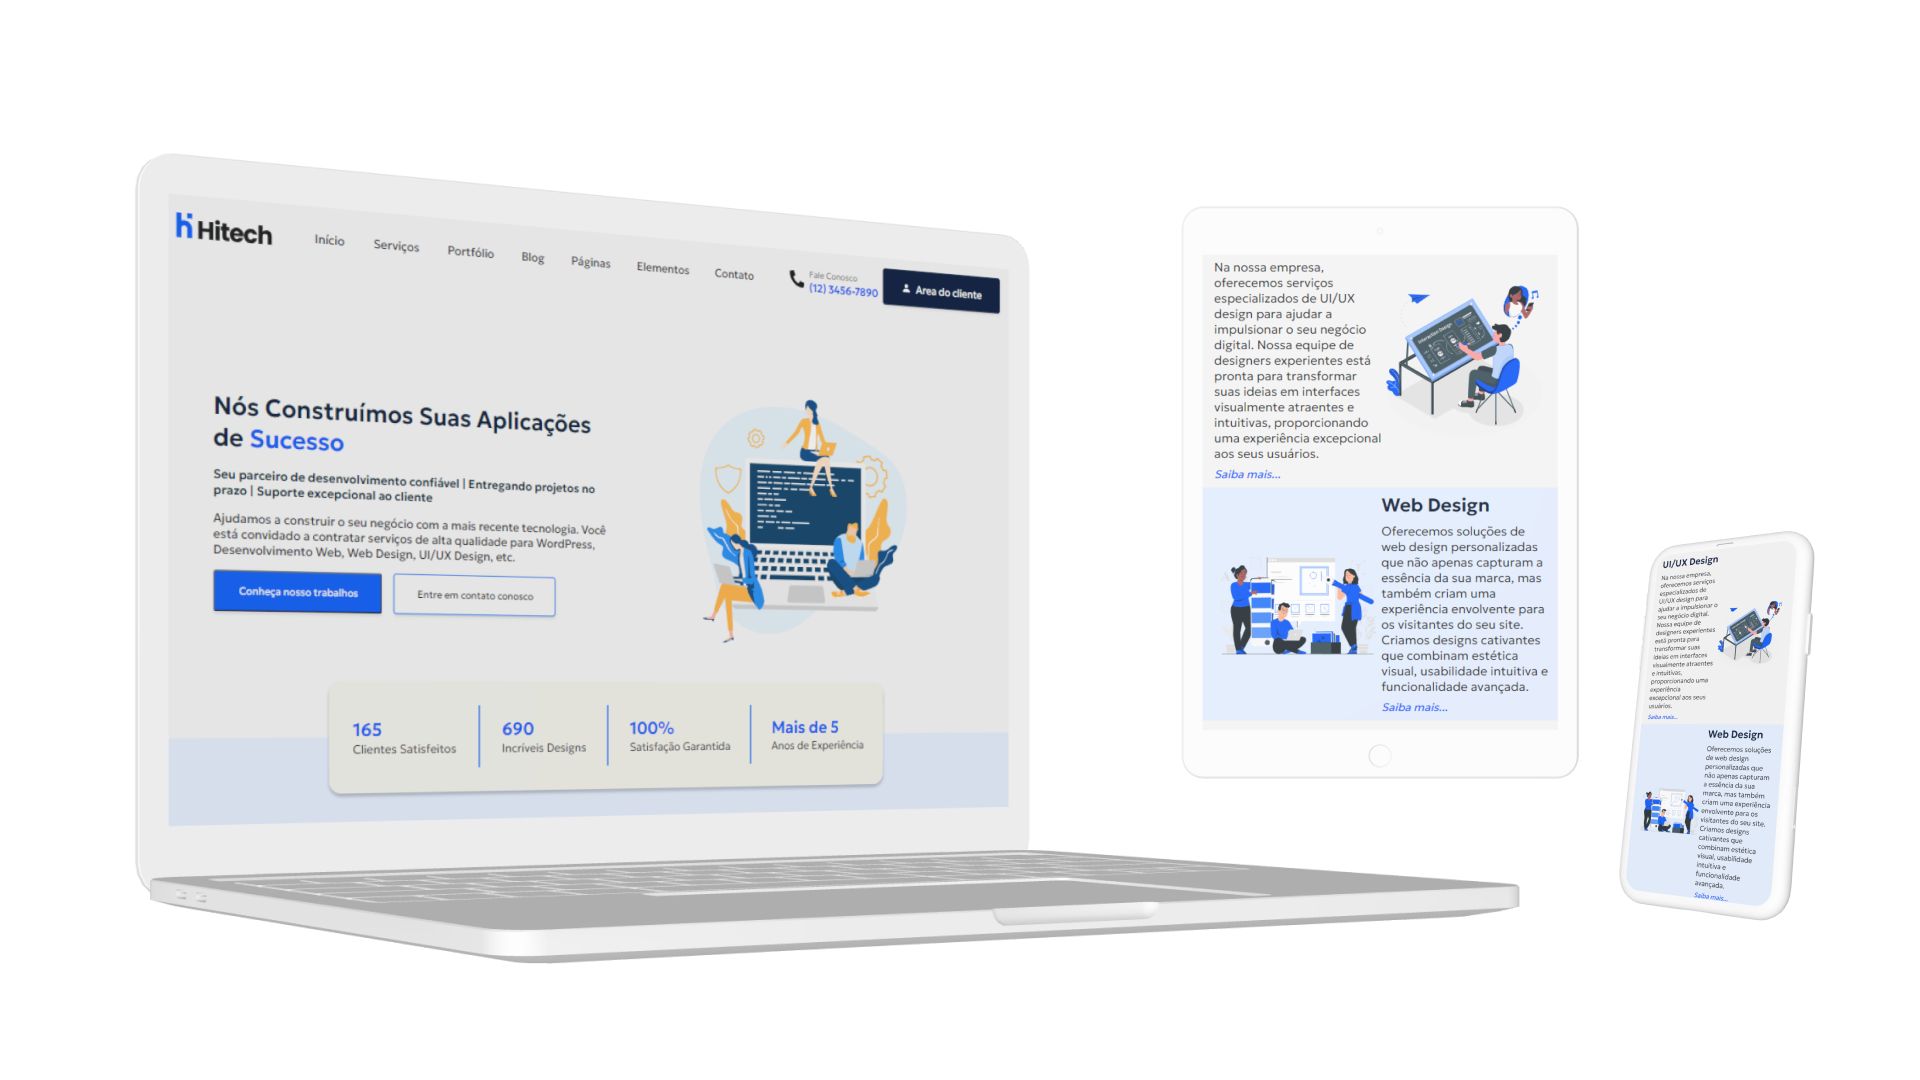 Hitech
Início
Serviços
Portfólio
Blog
Páginas
Elementos
Contato
Fale Conosco
(12) 3456-7890
Area do cliente
Nós Construímos Suas Aplicações
de Sucesso
Seu parceiro de desenvolvimento confiável | Entregando projetos no
prazo | Suporte excepcional ao cliente
Ajudamos a construir o seu negócio com a mais recente tecnologia. Você
está convidado a contratar serviços de alta qualidade para WordPress,
Desenvolvimento Web, Web Design, UI/UX Design, etc.
Conheça nosso trabalhos
Entre em contato conosco
165
Clientes Satisfeitos
690
Incríveis Designs
100%
Satisfação Garantida
Mais de 5
Anos de Experiência
Na nossa empresa,
oferecemos serviços
especializados de UI/UX
design para ajudar a
impulsionar o seu negócio
digital. Nossa equipe de
designers experientes está
pronta para transformar
suas ideias em interfaces
visualmente atraentes e
intuitivas, proporcionando
uma experiência excepcional
aos seus usuários.
Saiba mais...
Interaction Design
Web Design
Oferecemos soluções de
web design personalizadas
que não apenas capturam a
essência da sua marca, mas
também criam uma
experiência envolvente para
os visitantes do seu site.
Criamos designs cativantes
que combinam estética
visual, usabilidade intuitiva e
funcionalidade avançada.
Saiba mais...
UI/UX Design
Na nossa empresa,
oferecemos serviços
especializados de
UI/UX design para
ajudar a impulsionar o
seu negócio digital.
Nossa equipe de
designers experientes
está pronta para
transformar suas
ideias em interfaces
visualmente atraentes
e intuitivas,
proporcionando uma
experiência
excepcional aos seus
usuários.
Saiba mais...
Web Design
Oferecemos soluções
de web design
personalizadas que
não apenas capturam
a essência da sua
marca, mas também
criam uma experiência
envolvente para os
visitantes do seu site.
Criamos designs
cativantes que
combinam estética
visual, usabilidade
intuitiva e
funcionalidade
avançada.
Saiba mais...